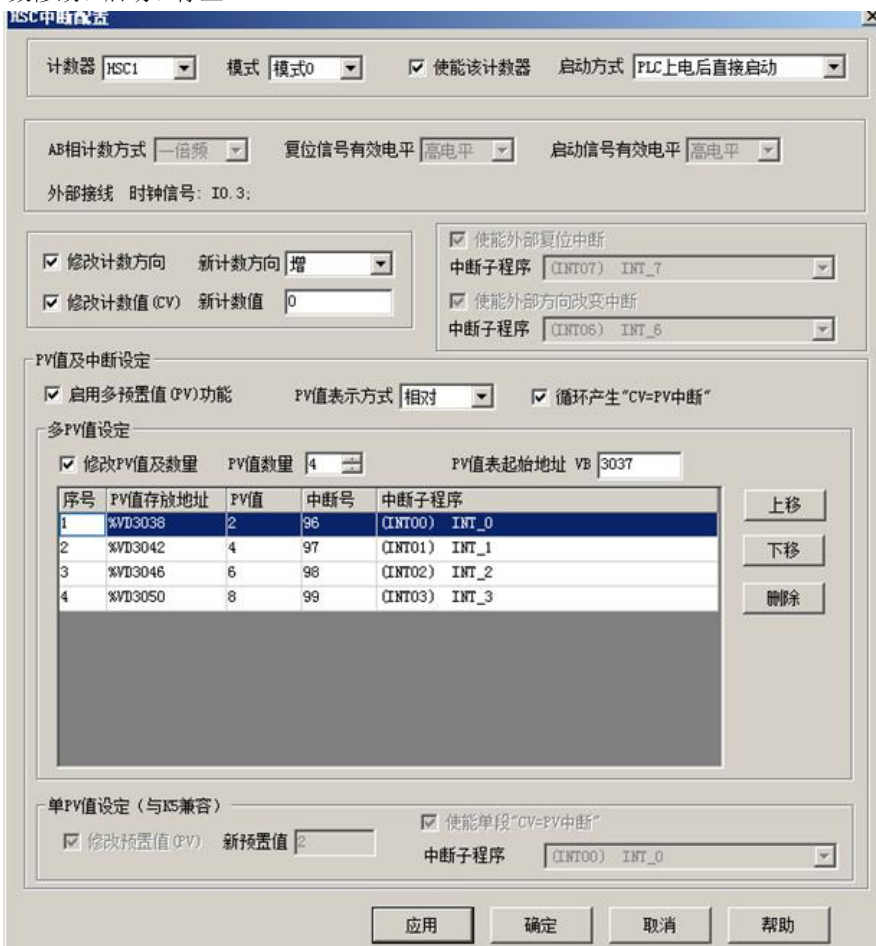 HSC中断配置
计数器 HSC1 模式 模式0 使能该计数器 启动方式 PLC上电后直接启动
AB相计数方式 一倍频 复位信号有效电平 高电平 启动信号有效电平 高电平
外部接线 时钟信号: I0.3;
修改计数方向 新计数方向 增
修改计数值(CV) 新计数值 0
使能外部复位中断
中断子程序 (INT07) INT_7
使能外部方向改变中断
中断子程序 (INT06) INT_6
PV值及中断设定
启用多预置值(PV)功能 PV值表示方式 相对 循环产生"CV=PV中断"
多PV值设定
修改PV值及数量 PV值数量 4 PV值表起始地址 VB 3037
序号 PV值存放地址 PV值 中断号 中断子程序
1 %VD3038 2 96 (INT00) INT_0
2 %VD3042 4 97 (INT01) INT_1
3 %VD3046 6 98 (INT02) INT_2
4 %VD3050 8 99 (INT03) INT_3
上移
下移
删除
单PV值设定（与K5兼容）
修改预置值(PV) 新预置值 2
使能单段"CV=PV中断"
中断子程序 (INT00) INT_0
应用 确定 取消 帮助